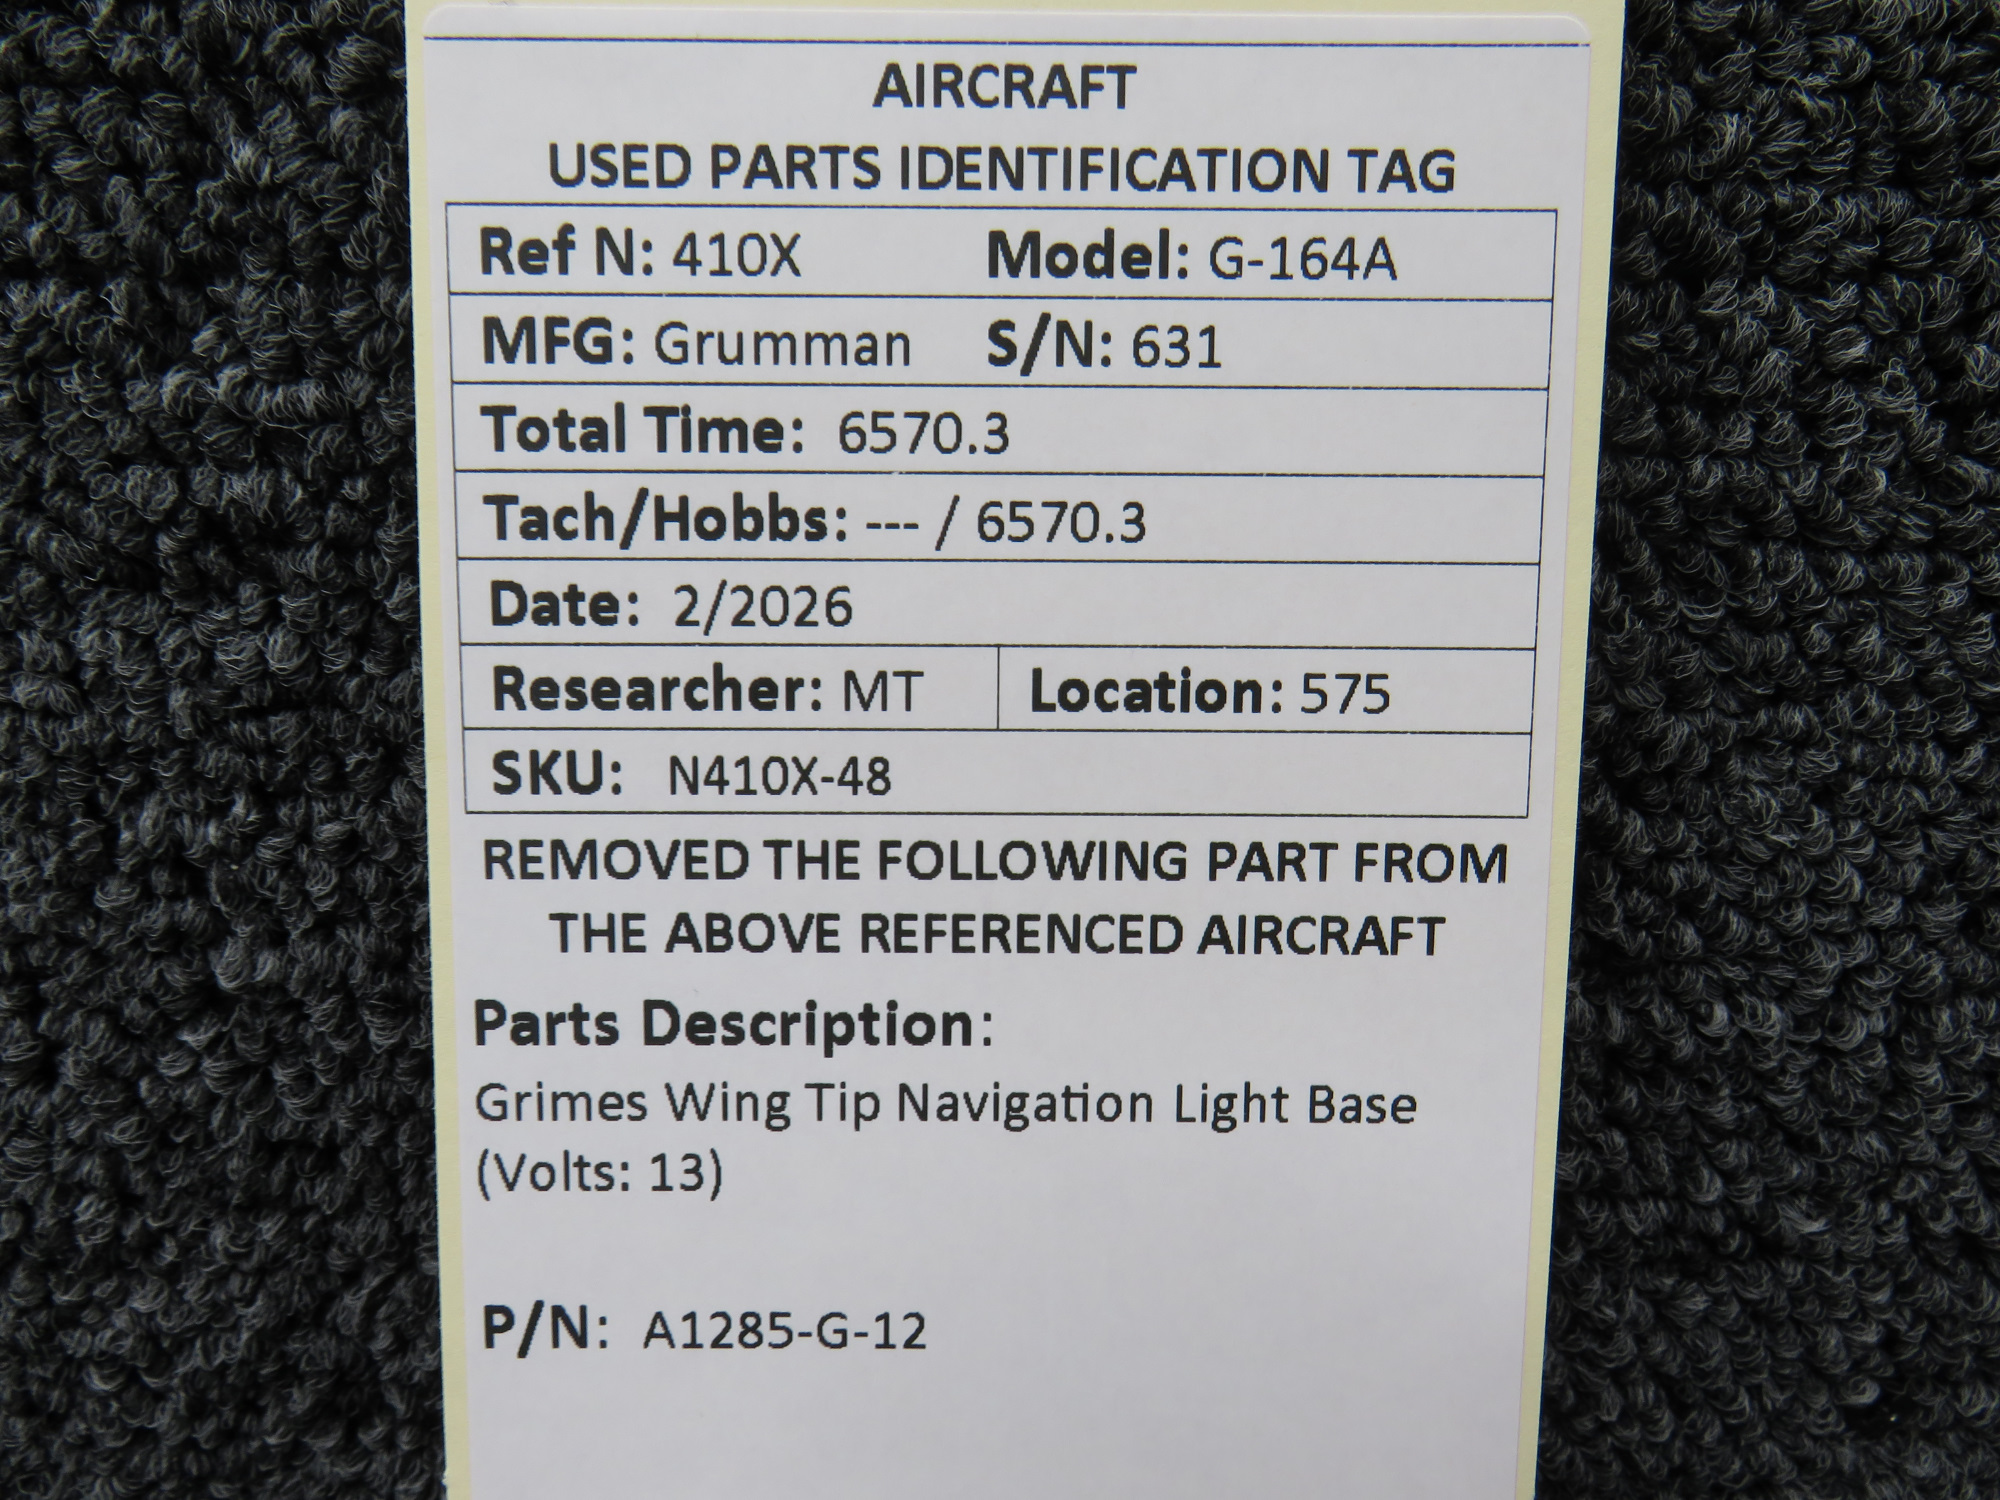 AIRCRAFT
USED PARTS IDENTIFICATION TAG
Ref N: 410X Model: G-164A
MFG: Grumman S/N: 631
Total Time: 6570.3
Tach/Hobbs: --- / 6570.3
Date: 2/2026
Researcher: MT Location: 575
SKU: N410X-48
REMOVED THE FOLLOWING PART FROM
THE ABOVE REFERENCED AIRCRAFT
Parts Description:
Grimes Wing Tip Navigation Light Base
(Volts: 13)
P/N: A1285-G-12